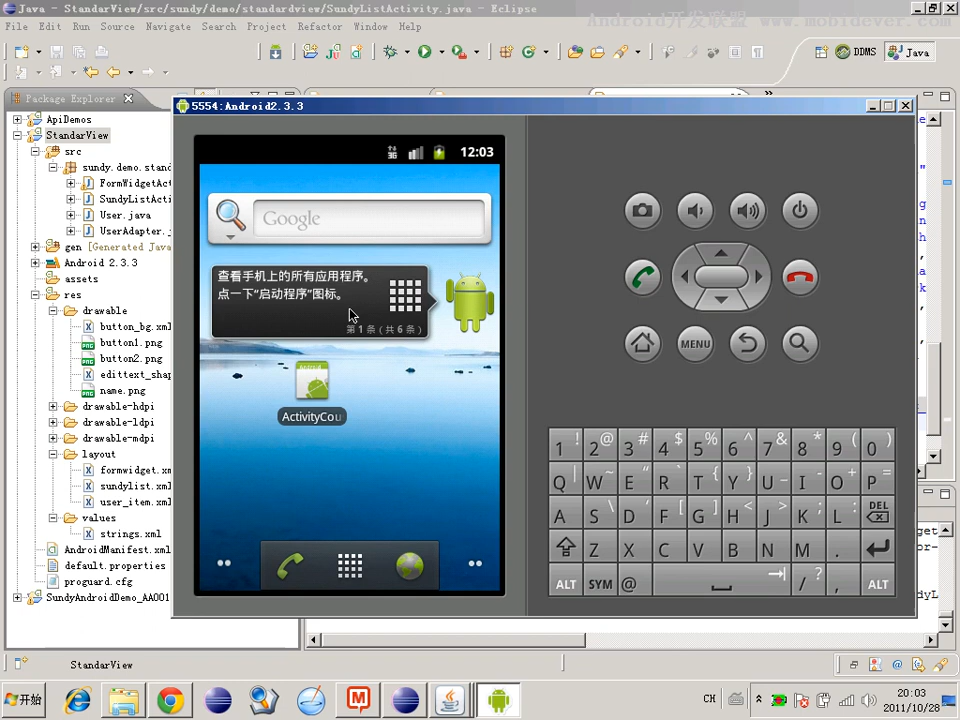 Java - StandarView/src/sundy/demo/standardview/SundyListActivity.java - Eclipse
Android开发联盟 www.mobidever.com
File Edit Run Source Navigate Search Project Refactor Window Help
DDMS
Java
Package Explorer
5554:Android2.3.3
ApiDemos
StandarView
src
sundy.demo.stand
FormWidgetAct
SundyListActi
User.java
UserAdapter.j
gen [Generated Java
Android 2.3.3
assets
res
drawable
button_bg.xml
button1.png
button2.png
edittext_shap
name.png
drawable-hdpi
drawable-ldpi
drawable-mdpi
layout
formwidget.xm
sundylist.xml
user_item.xml
values
strings.xml
AndroidManifest.xml
default.properties
proguard.cfg
SundyAndroidDemo_AA001
3G
12:03
Google
查看手机上的所有应用程序。
点一下“启动程序”图标。
第 1 条（共 6 条）
Android
ActivityCou
MENU
1 ! 2 @ 3 # 4 $ 5 % 6 ^ 7 & 8 * 9 ( 0 )
Q | W ~ E “ R ` T { Y } U _ I - O + P =
A S \ D ' F [ G ] H < J > K ; L : DEL
Z X C V B N M .
ALT SYM @ / ? , ALT
StandarView
开始
CH
20:03
2011/10/28